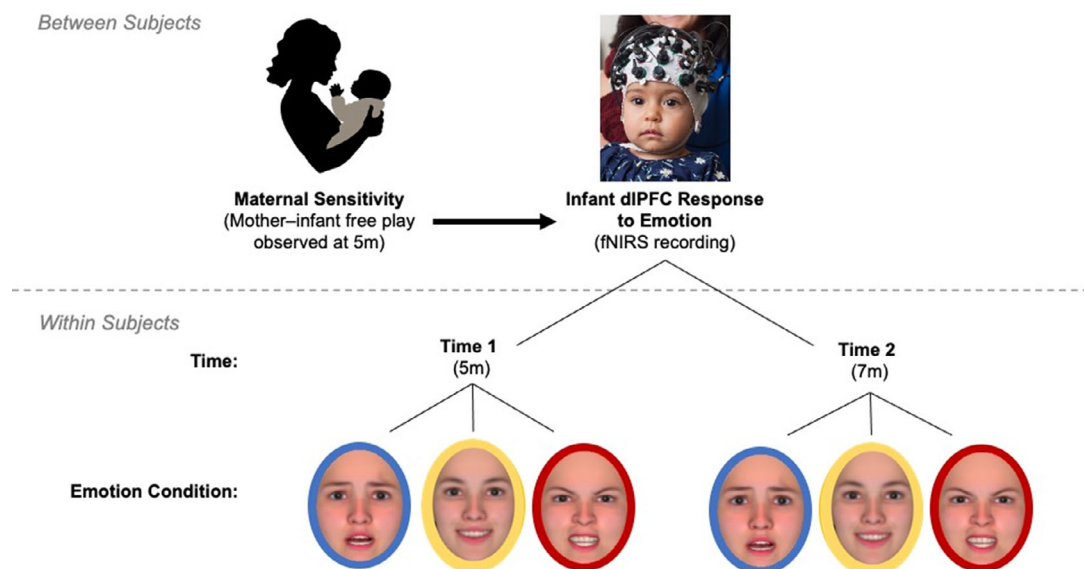 Between Subjects
Maternal Sensitivity
(Mother–infant free play
observed at 5m)
Infant dlPFC Response
to Emotion
(fNIRS recording)
Within Subjects
Time:
Time 1
(5m)
Time 2
(7m)
Emotion Condition: